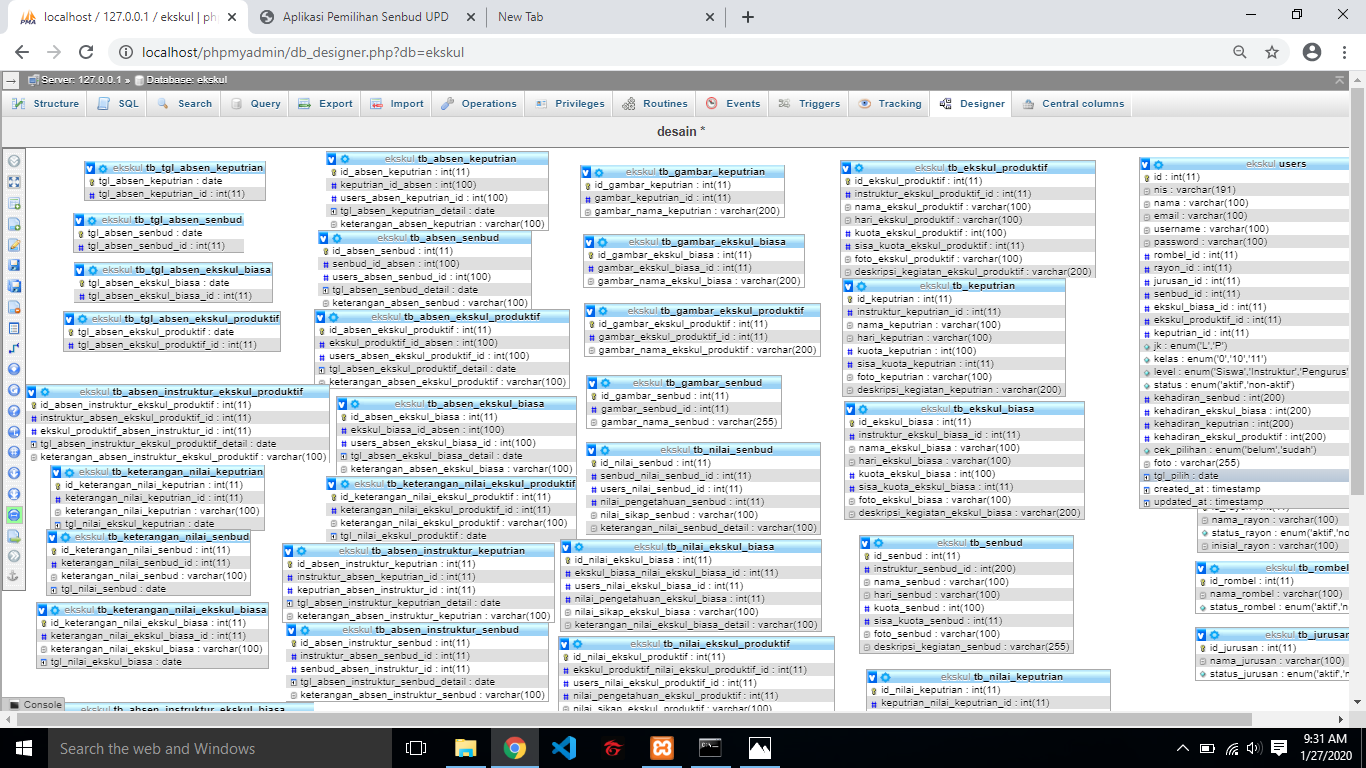 localhost / 127.0.0.1 / ekskul | ph
Aplikasi Pemilihan Senbud UPD
New Tab
localhost/phpmyadmin/db_designer.php?db=ekskul
Server: 127.0.0.1 » Database: ekskul
Structure SQL Search Query Export Import Operations Privileges Routines Events Triggers Tracking Designer Central columns
desain *
ekskul tb_tgl_absen_keputrian
tgl_absen_keputrian : date
tgl_absen_keputrian_id : int(11)
ekskul tb_tgl_absen_senbud
tgl_absen_senbud : date
tgl_absen_senbud_id : int(11)
ekskul tb_tgl_absen_ekskul_biasa
tgl_absen_ekskul_biasa : date
tgl_absen_ekskul_biasa_id : int(11)
ekskul tb_tgl_absen_ekskul_produktif
tgl_absen_ekskul_produktif : date
tgl_absen_ekskul_produktif_id : int(11)
ekskul tb_absen_instruktur_ekskul_produktif
id_absen_instruktur_ekskul_produktif : int(11)
instruktur_absen_ekskul_produktif_id : int(11)
ekskul_produktif_absen_instruktur_id : int(11)
tgl_absen_instruktur_ekskul_produktif_detail : date
keterangan_absen_instruktur_ekskul_produktif : varchar(100)
ekskul tb_keterangan_nilai_keputrian
id_keterangan_nilai_keputrian : int(11)
keterangan_nilai_keputrian_id : int(11)
keterangan_nilai_keputrian : varchar(100)
tgl_nilai_ekskul_keputrian : date
ekskul tb_keterangan_nilai_senbud
id_keterangan_nilai_senbud : int(11)
keterangan_nilai_senbud_id : int(11)
keterangan_nilai_senbud : varchar(100)
tgl_nilai_senbud : date
ekskul tb_keterangan_nilai_ekskul_biasa
id_keterangan_nilai_ekskul_biasa : int(11)
keterangan_nilai_ekskul_biasa_id : int(11)
keterangan_nilai_ekskul_biasa : varchar(100)
tgl_nilai_ekskul_biasa : date
ekskul tb_absen_instruktur_ekskul_biasa
ekskul tb_absen_keputrian
id_absen_keputrian : int(11)
keputrian_id_absen : int(100)
users_absen_keputrian_id : int(100)
tgl_absen_keputrian_detail : date
keterangan_absen_keputrian : varchar(100)
ekskul tb_absen_senbud
id_absen_senbud : int(11)
senbud_id_absen : int(100)
users_absen_senbud_id : int(100)
tgl_absen_senbud_detail : date
keterangan_absen_senbud : varchar(100)
ekskul tb_absen_ekskul_produktif
id_absen_ekskul_produktif : int(11)
ekskul_produktif_id_absen : int(100)
users_absen_ekskul_produktif_id : int(100)
tgl_absen_ekskul_produktif_detail : date
keterangan_absen_ekskul_produktif : varchar(100)
ekskul tb_absen_ekskul_biasa
id_absen_ekskul_biasa : int(11)
ekskul_biasa_id_absen : int(100)
users_absen_ekskul_biasa_id : int(100)
tgl_absen_ekskul_biasa_detail : date
keterangan_absen_ekskul_biasa : varchar(100)
ekskul tb_keterangan_nilai_ekskul_produktif
id_keterangan_nilai_ekskul_produktif : int(11)
keterangan_nilai_ekskul_produktif_id : int(11)
keterangan_nilai_ekskul_produktif : varchar(100)
tgl_nilai_ekskul_produktif : date
ekskul tb_absen_instruktur_keputrian
id_absen_instruktur_keputrian : int(11)
instruktur_absen_keputrian_id : int(11)
keputrian_absen_instruktur_id : int(11)
tgl_absen_instruktur_keputrian_detail : date
keterangan_absen_instruktur_keputrian : varchar(100)
ekskul tb_absen_instruktur_senbud
id_absen_instruktur_senbud : int(11)
instruktur_absen_senbud_id : int(11)
senbud_absen_instruktur_id : int(11)
tgl_absen_instruktur_senbud_detail : date
keterangan_absen_instruktur_senbud : varchar(100)
ekskul tb_gambar_keputrian
id_gambar_keputrian : int(11)
gambar_keputrian_id : int(11)
gambar_nama_keputrian : varchar(200)
ekskul tb_gambar_ekskul_biasa
id_gambar_ekskul_biasa : int(11)
gambar_ekskul_biasa_id : int(11)
gambar_nama_ekskul_biasa : varchar(200)
ekskul tb_gambar_ekskul_produktif
id_gambar_ekskul_produktif : int(11)
gambar_ekskul_produktif_id : int(11)
gambar_nama_ekskul_produktif : varchar(200)
ekskul tb_gambar_senbud
id_gambar_senbud : int(11)
gambar_senbud_id : int(11)
gambar_nama_senbud : varchar(255)
ekskul tb_nilai_senbud
id_nilai_senbud : int(11)
senbud_nilai_senbud_id : int(11)
users_nilai_senbud_id : int(11)
nilai_pengetahuan_senbud : int(11)
nilai_sikap_senbud : varchar(100)
keterangan_nilai_senbud_detail : varchar(100)
ekskul tb_nilai_ekskul_biasa
id_nilai_ekskul_biasa : int(11)
ekskul_biasa_nilai_ekskul_biasa_id : int(11)
users_nilai_ekskul_biasa_id : int(11)
nilai_pengetahuan_ekskul_biasa : int(11)
nilai_sikap_ekskul_biasa : varchar(100)
keterangan_nilai_ekskul_biasa_detail : varchar(100)
ekskul tb_nilai_ekskul_produktif
id_nilai_ekskul_produktif : int(11)
ekskul_produktif_nilai_ekskul_produktif_id : int(11)
users_nilai_ekskul_produktif_id : int(11)
nilai_pengetahuan_ekskul_produktif : int(11)
nilai_sikap_ekskul_produktif : varchar(100)
ekskul tb_ekskul_produktif
id_ekskul_produktif : int(11)
instruktur_ekskul_produktif_id : int(11)
nama_ekskul_produktif : varchar(100)
hari_ekskul_produktif : varchar(100)
kuota_ekskul_produktif : int(100)
sisa_kuota_ekskul_produktif : int(11)
foto_ekskul_produktif : varchar(100)
deskripsi_kegiatan_ekskul_produktif : varchar(200)
ekskul tb_keputrian
id_keputrian : int(11)
instruktur_keputrian_id : int(11)
nama_keputrian : varchar(100)
hari_keputrian : varchar(100)
kuota_keputrian : int(100)
sisa_kuota_keputrian : int(11)
foto_keputrian : varchar(100)
deskripsi_kegiatan_keputrian : varchar(200)
ekskul tb_ekskul_biasa
id_ekskul_biasa : int(11)
instruktur_ekskul_biasa_id : int(11)
nama_ekskul_biasa : varchar(100)
hari_ekskul_biasa : varchar(100)
kuota_ekskul_biasa : int(100)
sisa_kuota_ekskul_biasa : int(11)
foto_ekskul_biasa : varchar(100)
deskripsi_kegiatan_ekskul_biasa : varchar(200)
ekskul tb_senbud
id_senbud : int(11)
instruktur_senbud_id : int(200)
nama_senbud : varchar(100)
hari_senbud : varchar(100)
kuota_senbud : int(100)
sisa_kuota_senbud : int(11)
foto_senbud : varchar(100)
deskripsi_kegiatan_senbud : varchar(255)
ekskul tb_nilai_keputrian
id_nilai_keputrian : int(11)
keputrian_nilai_keputrian_id : int(11)
ekskul users
id : int(11)
nis : varchar(191)
nama : varchar(100)
email : varchar(100)
username : varchar(100)
password : varchar(100)
rombel_id : int(11)
rayon_id : int(11)
jurusan_id : int(11)
senbud_id : int(11)
ekskul_biasa_id : int(11)
ekskul_produktif_id : int(11)
keputrian_id : int(11)
jk : enum('L','P')
kelas : enum('0','10','11')
level : enum('Siswa','Instruktur','Pengurus'
status : enum('aktif','non-aktif')
kehadiran_senbud : int(200)
kehadiran_ekskul_biasa : int(200)
kehadiran_keputrian : int(200)
kehadiran_ekskul_produktif : int(200)
cek_pilihan : enum('belum','sudah')
foto : varchar(255)
tgl_pilih : date
created_at : timestamp
updated_at : timestamp
nama_rayon : varchar(100)
status_rayon : enum('aktif','no
inisial_rayon : varchar(100)
ekskul tb_rombel
id_rombel : int(11)
nama_rombel : varchar(100)
status_rombel : enum('aktif','n
ekskul tb_jurusan
id_jurusan : int(11)
nama_jurusan : varchar(100)
status_jurusan : enum('aktif','n
Console
Search the web and Windows
9:31 AM
1/27/2020